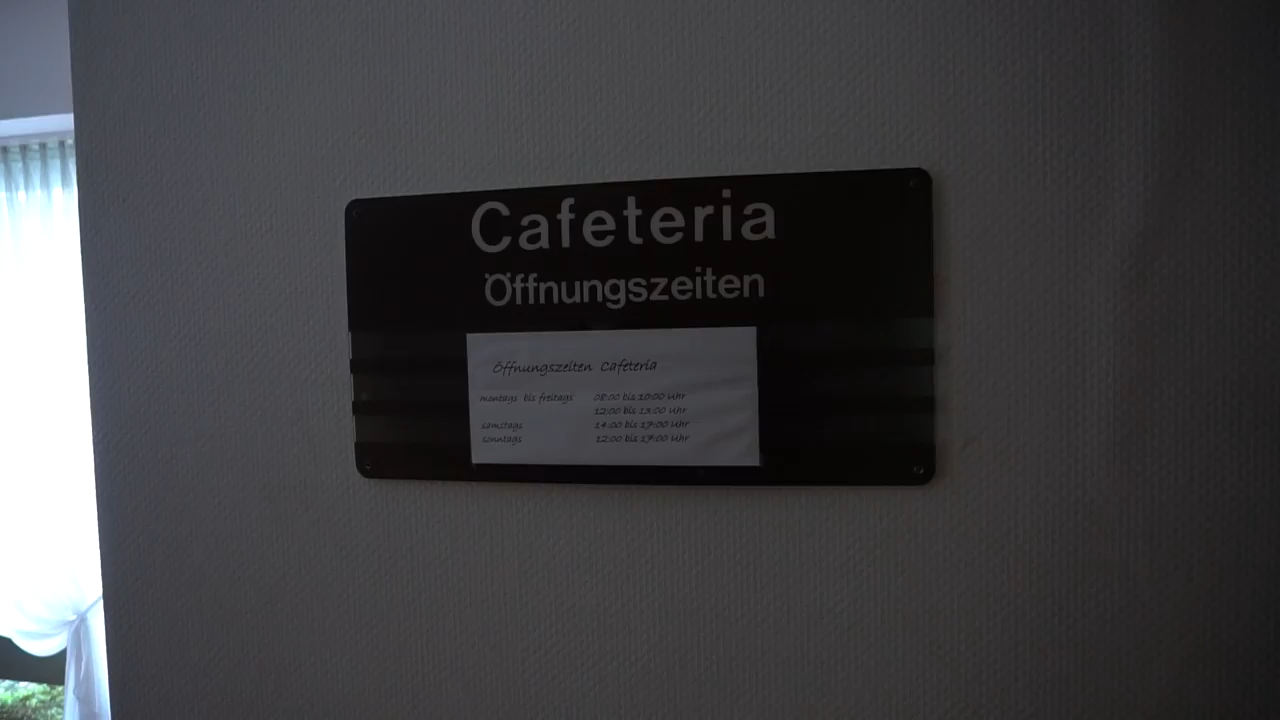 Cafeteria
Öffnungszeiten
Öffnungszeiten Cafeteria
montags bis freitags 08:00 bis 10:00 Uhr
12:00 bis 13:00 Uhr
samstags 14:00 bis 17:00 Uhr
sonntags 12:00 bis 17:00 Uhr